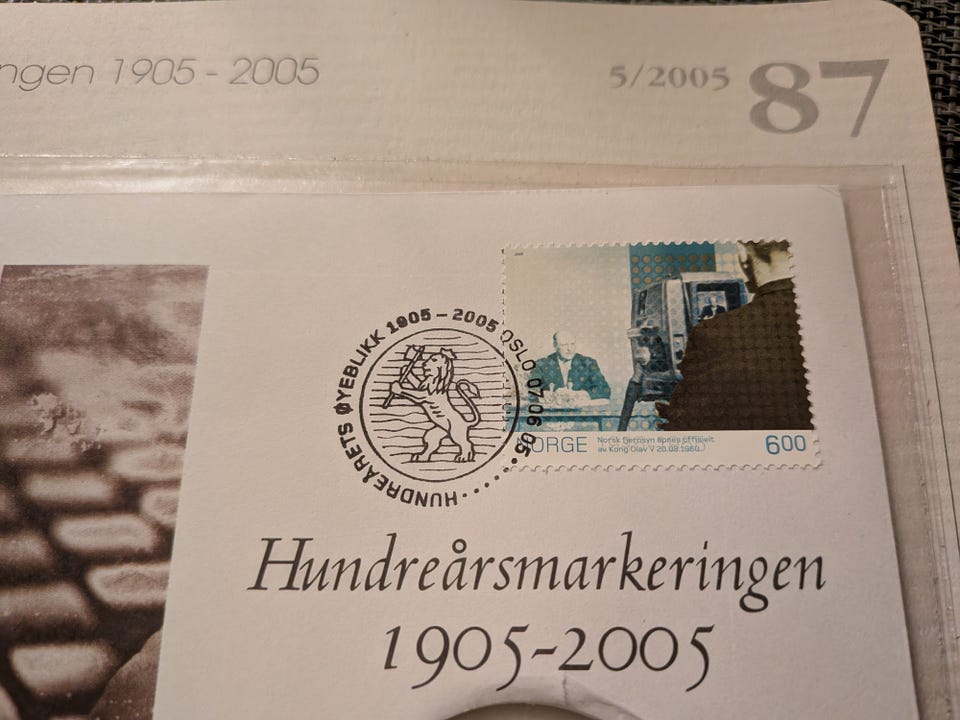 ngen 1905 - 2005
5/2005 87
HUNDREÅRETS ØYEBLIKK 1905 – 2005
OSLO 07 06 05
NORGE
Norsk fjernsyn åpnes offisielt
av Kong Olav V 20.08.1960
6.00
Hundreårsmarkeringen
1905-2005